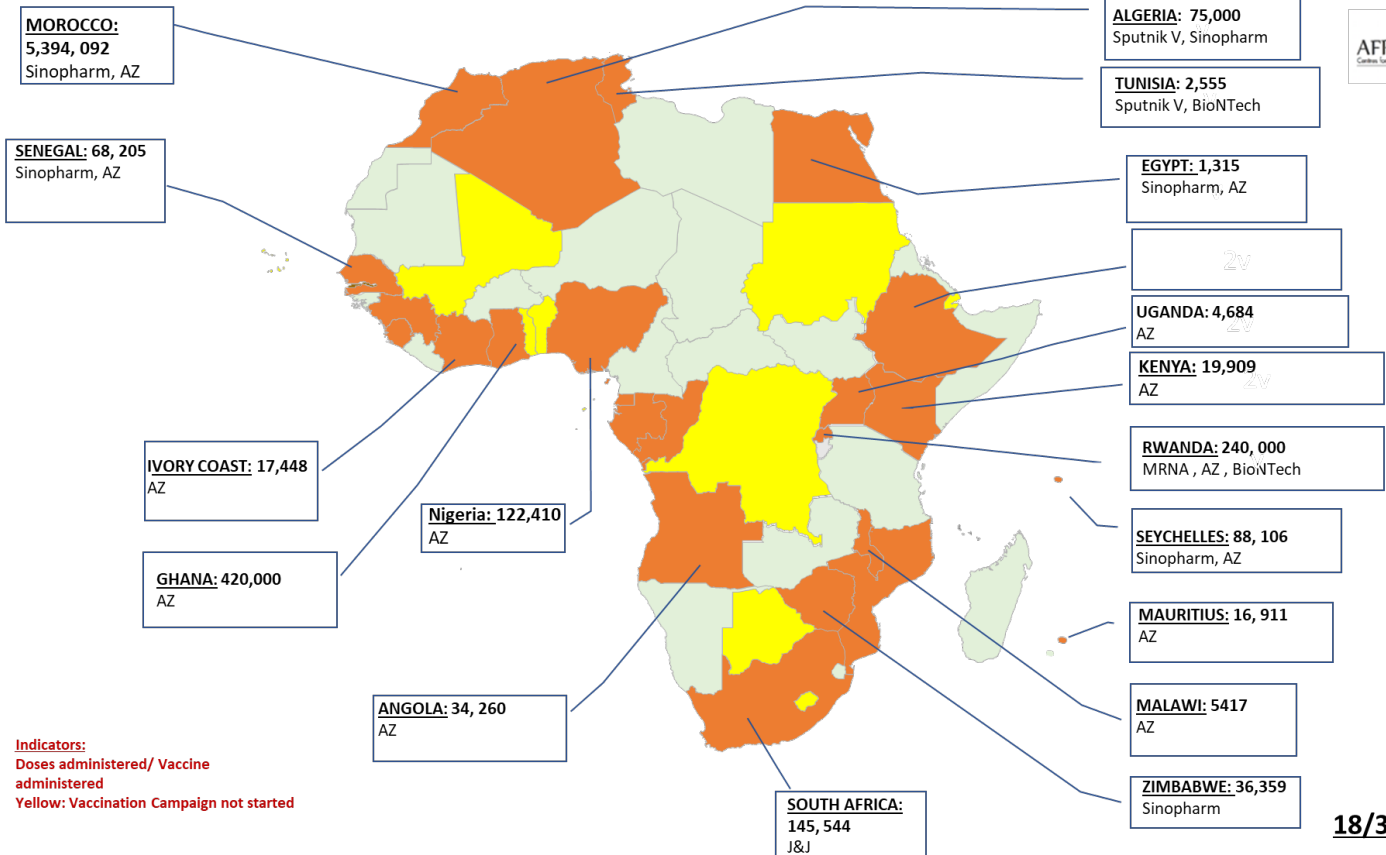 MOROCCO:
5,394, 092
Sinopharm, AZ
ALGERIA: 75,000
Sputnik V, Sinopharm
TUNISIA: 2,555
Sputnik V, BioNTech
SENEGAL: 68, 205
Sinopharm, AZ
EGYPT: 1,315
Sinopharm, AZ
2v
UGANDA: 4,684
AZ
2v
KENYA: 19,909
AZ
2v
RWANDA: 240, 000
MRNA , AZ , BioNTech
IVORY COAST: 17,448
AZ
Nigeria: 122,410
AZ
SEYCHELLES: 88, 106
Sinopharm, AZ
GHANA: 420,000
AZ
MAURITIUS: 16, 911
AZ
ANGOLA: 34, 260
AZ
MALAWI: 5417
AZ
Indicators:
Doses administered/ Vaccine
administered
Yellow: Vaccination Campaign not started
ZIMBABWE: 36,359
Sinopharm
SOUTH AFRICA:
145, 544
J&J
18/3